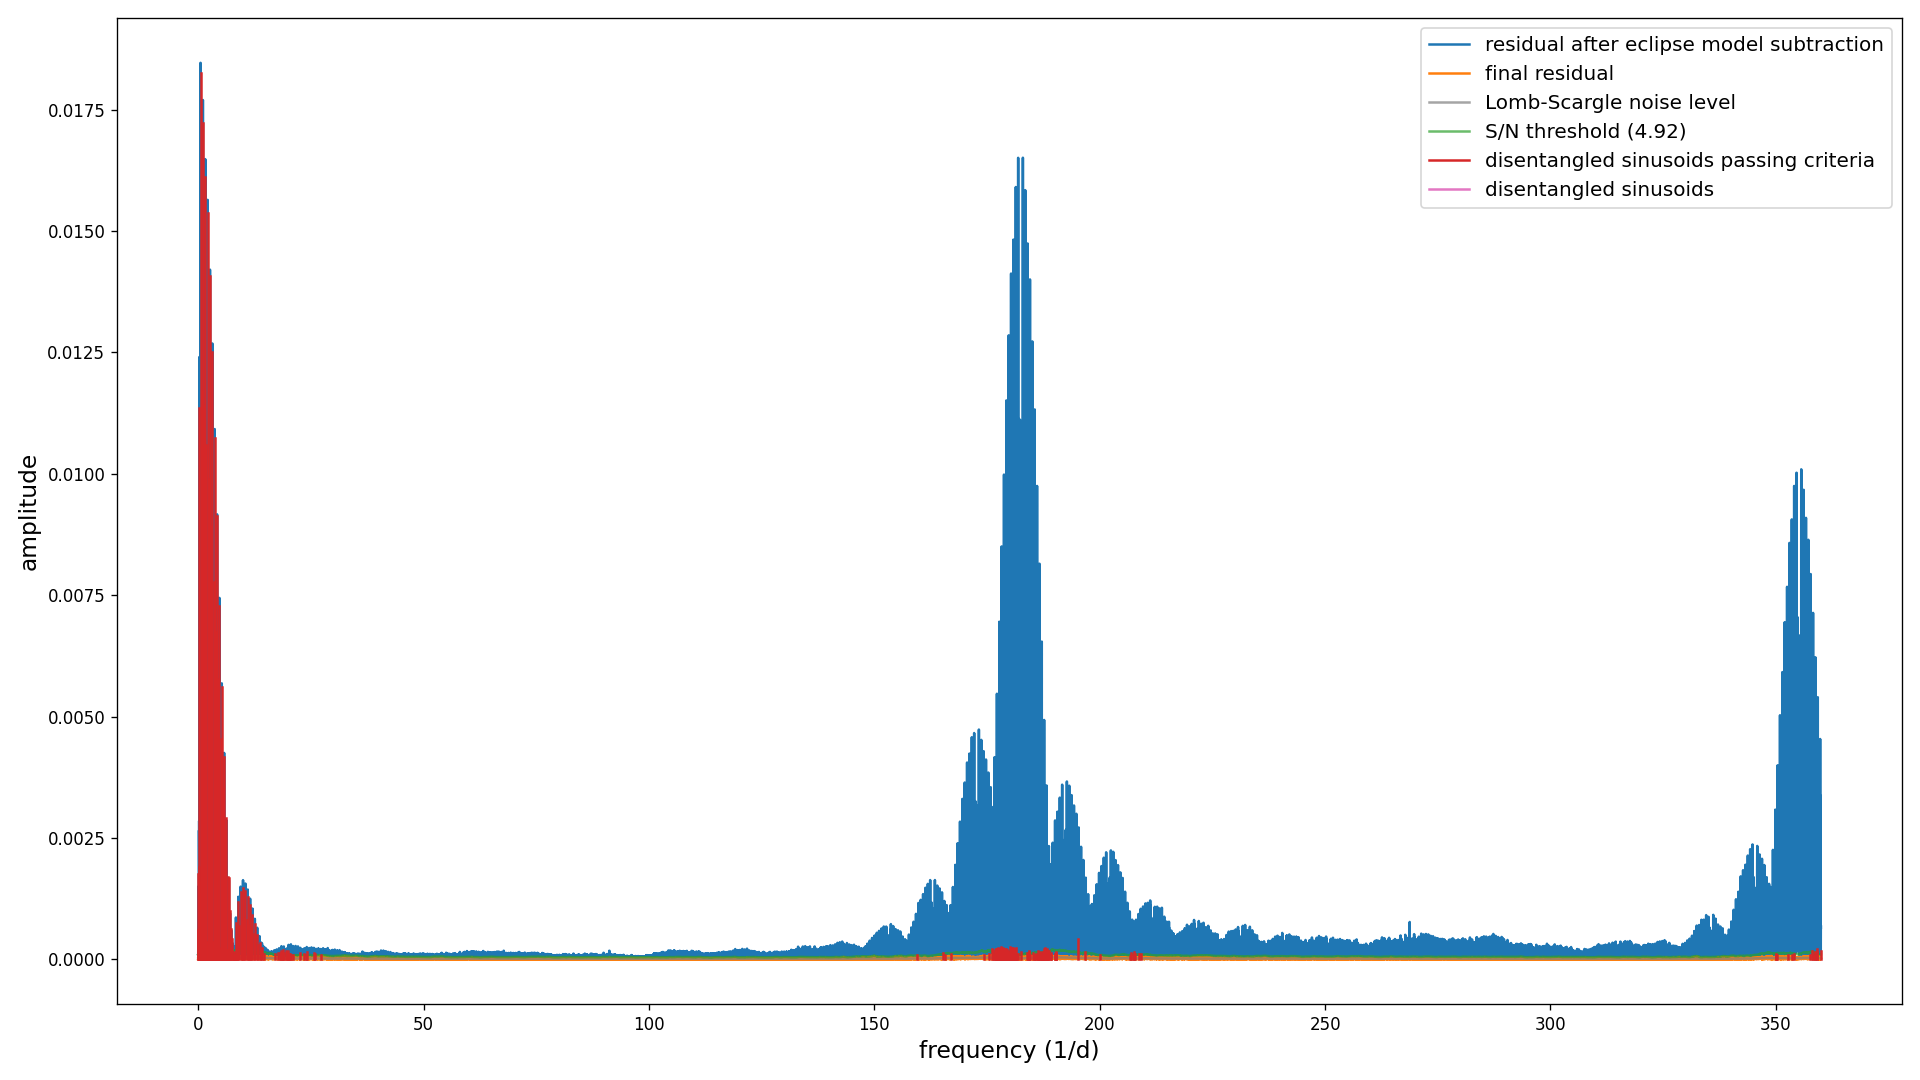 residual after eclipse model subtraction
final residual
Lomb-Scargle noise level
S/N threshold (4.92)
disentangled sinusoids passing criteria
disentangled sinusoids
0.0175
0.0150
0.0125
0.0100
0.0075
0.0050
0.0025
0.0000
amplitude
0 50 100 150 200 250 300 350
frequency (1/d)